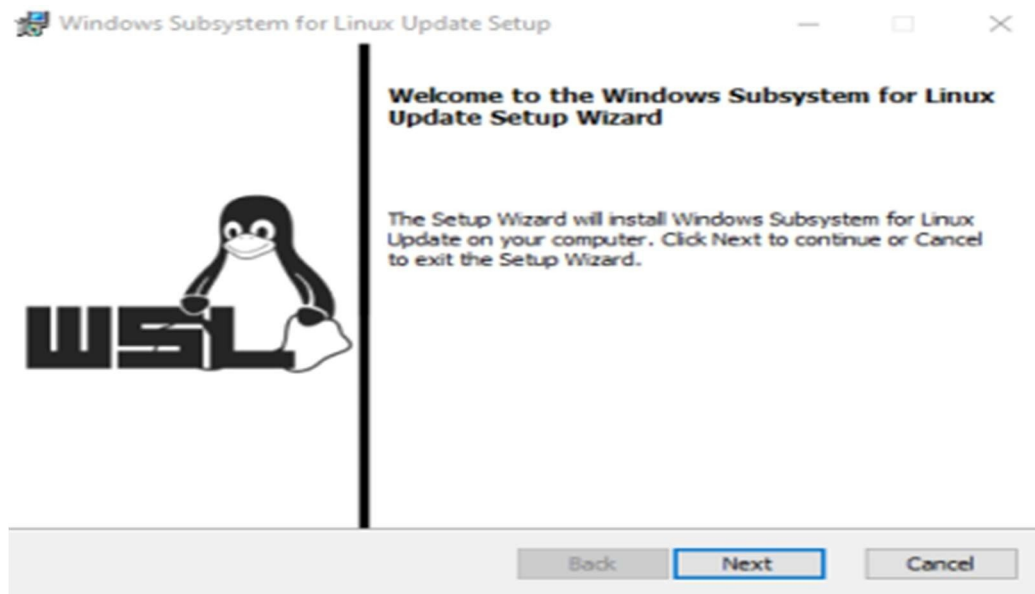 Windows Subsystem for Linux Update Setup
Welcome to the Windows Subsystem for Linux
Update Setup Wizard
The Setup Wizard will install Windows Subsystem for Linux
Update on your computer. Click Next to continue or Cancel
to exit the Setup Wizard.
WSL
Back Next Cancel